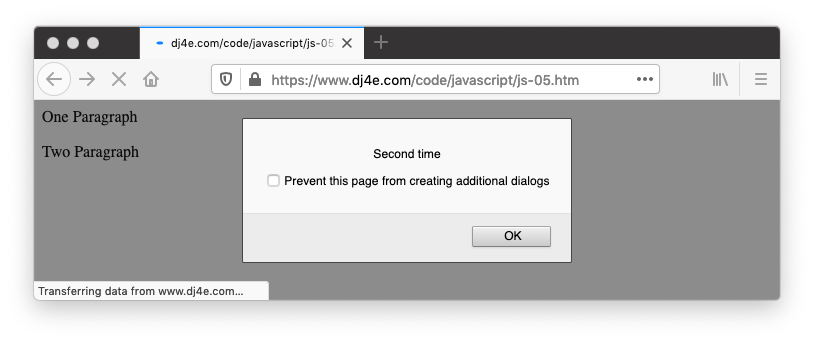 dj4e.com/code/javascript/js-05
https://www.dj4e.com/code/javascript/js-05.htm
One Paragraph
Two Paragraph
Second time
Prevent this page from creating additional dialogs
OK
Transferring data from www.dj4e.com...